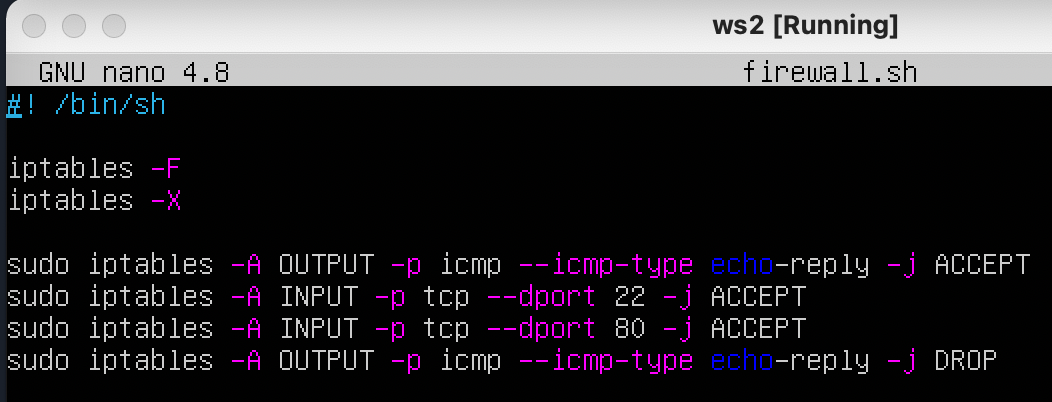 ws2 [Running]
GNU nano 4.8 firewall.sh
#! /bin/sh
iptables -F
iptables -X
sudo iptables -A OUTPUT -p icmp --icmp-type echo-reply -j ACCEPT
sudo iptables -A INPUT -p tcp --dport 22 -j ACCEPT
sudo iptables -A INPUT -p tcp --dport 80 -j ACCEPT
sudo iptables -A OUTPUT -p icmp --icmp-type echo-reply -j DROP